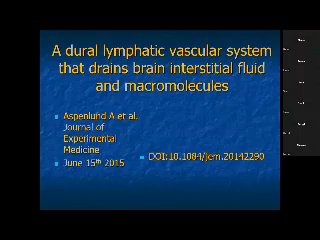 A dural lymphatic vascular system
that drains brain interstitial fluid
and macromolecules
Aspenlund A et al.
Journal of
Experimental
Medicine
June 15th 2015
DOI:10.1084/jem.20142290